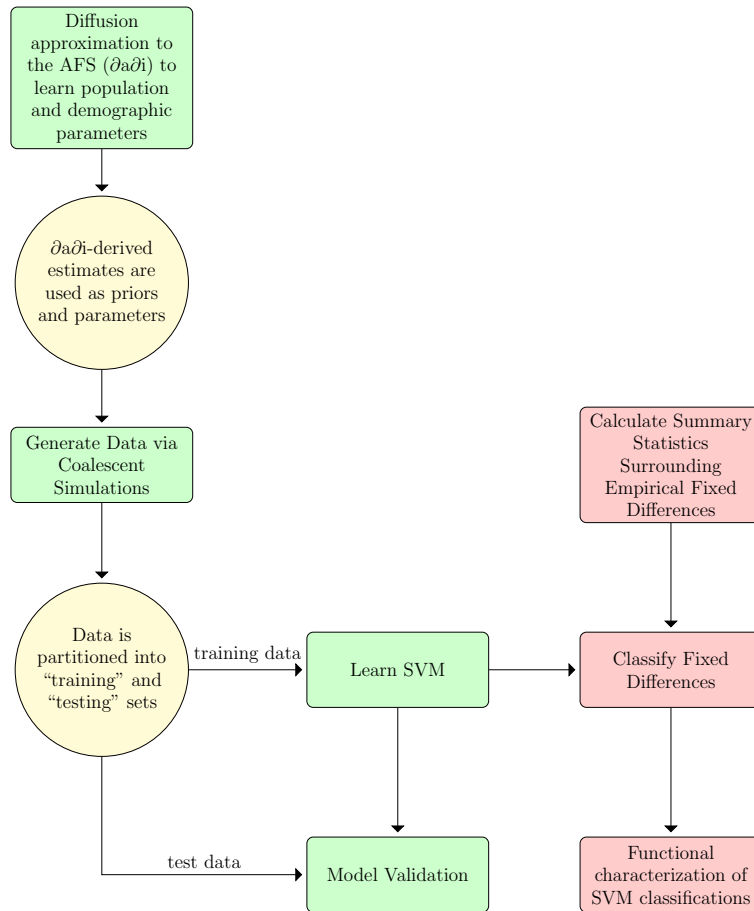 Diffusion
approximation to
the AFS (∂a∂i) to
learn population
and demographic
parameters
∂a∂i-derived
estimates are
used as priors
and parameters
Generate Data via
Coalescent
Simulations
Calculate Summary
Statistics
Surrounding
Empirical Fixed
Differences
Data is
partitioned into
“training” and
“testing” sets
training data
Learn SVM
Classify Fixed
Differences
test data
Model Validation
Functional
characterization of
SVM classifications